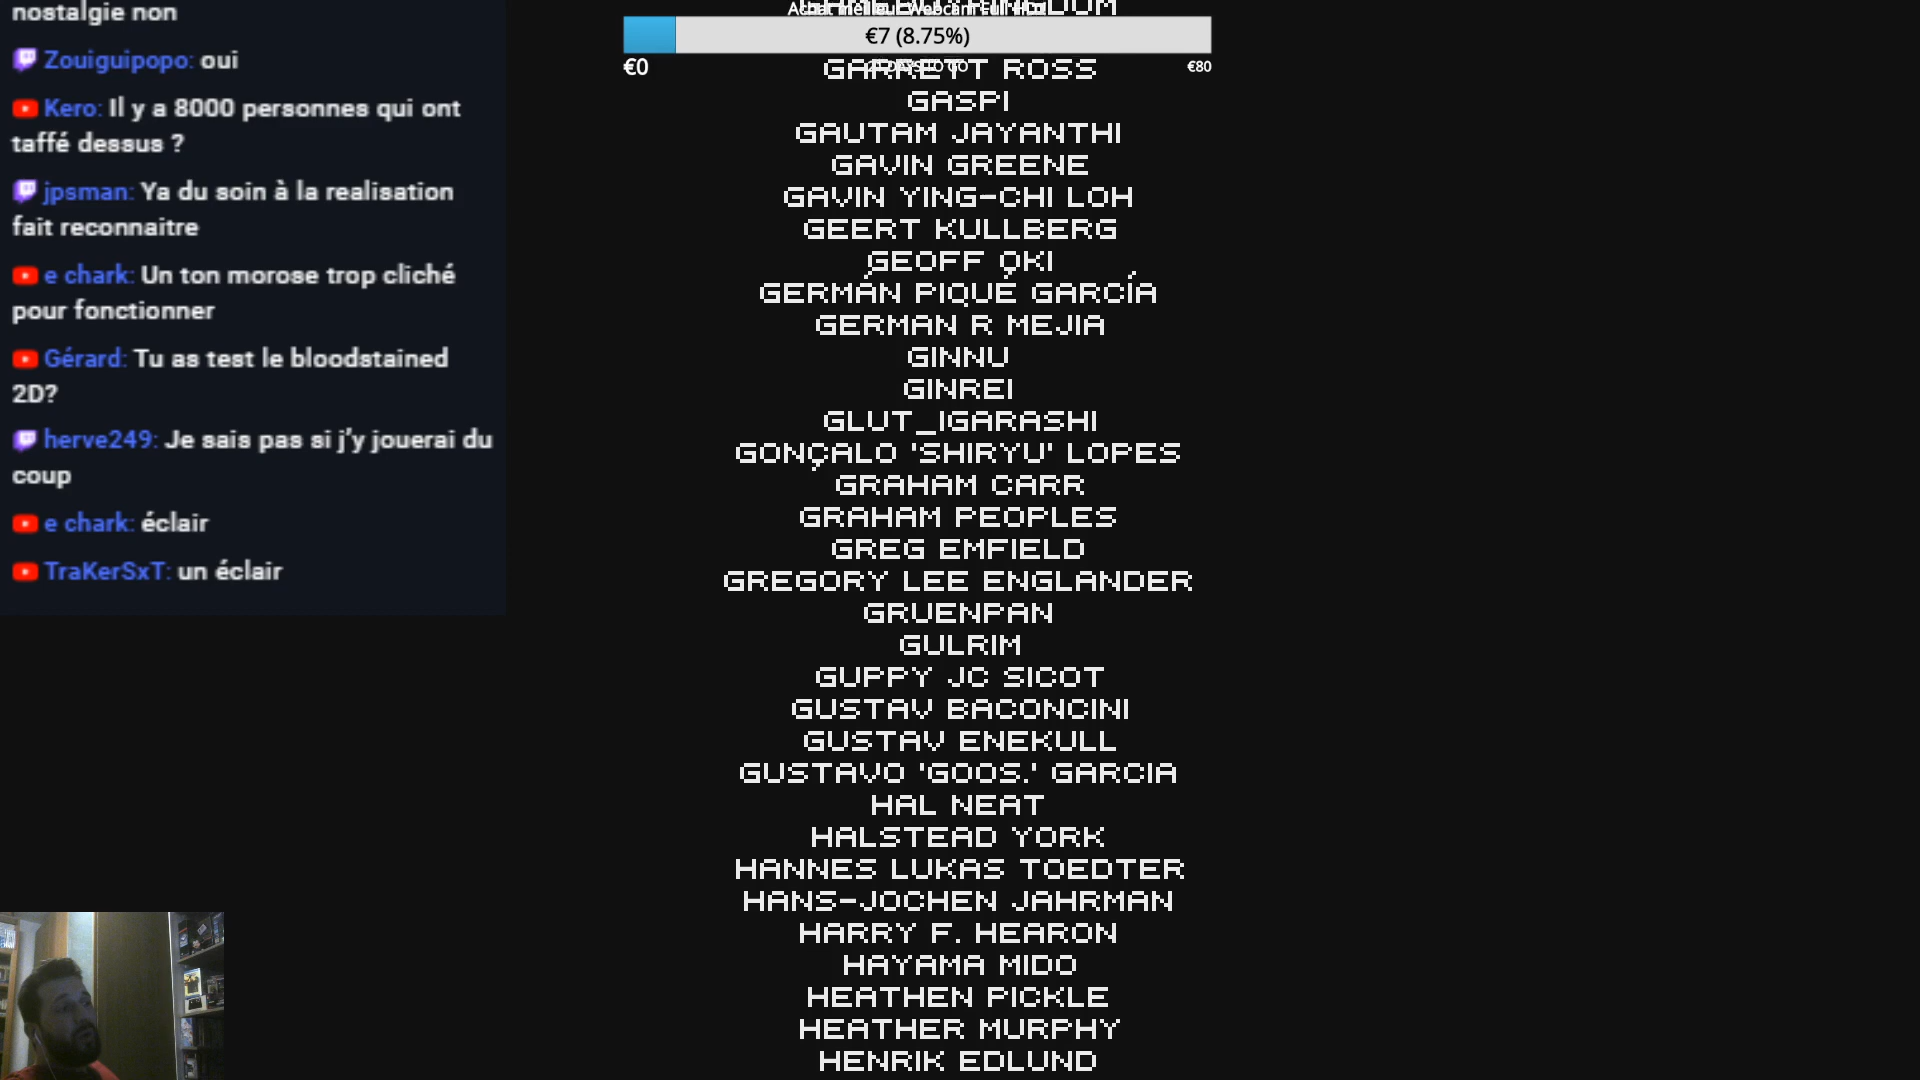 nostalgie non
Zouiguipopo: oui
Kero: Il y a 8000 personnes qui ont
taffé dessus ?
jpsman: Ya du soin à la realisation
fait reconnaitre
e chark: Un ton morose trop cliché
pour fonctionner
Gérard: Tu as test le bloodstained
2D?
herve249: Je sais pas si j'y jouerai du
coup
e chark: éclair
TraKerSxT: un éclair
€7 (8.75%)
€0
€80
GARREYT ROSS
GASPI
GAUTAM JAYANTHI
GAVIN GREENE
GAVIN YING-CHI LOH
GEERT KULLBERG
GEOFF OKI
GERMÁN PIQUÉ GARCÍA
GERMAN R MEJIA
GINNU
GINREI
GLUT_IGARASHI
GONÇALO 'SHIRYU' LOPES
GRAHAM CARR
GRAHAM PEOPLES
GREG EMFIELD
GREGORY LEE ENGLANDER
GRUENPAN
GULRIM
GUPPY JC SICOT
GUSTAV BACONCINI
GUSTAV ENEKULL
GUSTAVO 'GOOS.' GARCIA
HAL NEAT
HALSTEAD YORK
HANNES LUKAS TOEDTER
HANS-JOCHEN JAHRMAN
HARRY F. HEARON
HAYAMA MIDO
HEATHEN PICKLE
HEATHER MURPHY
HENRIK EDLUND